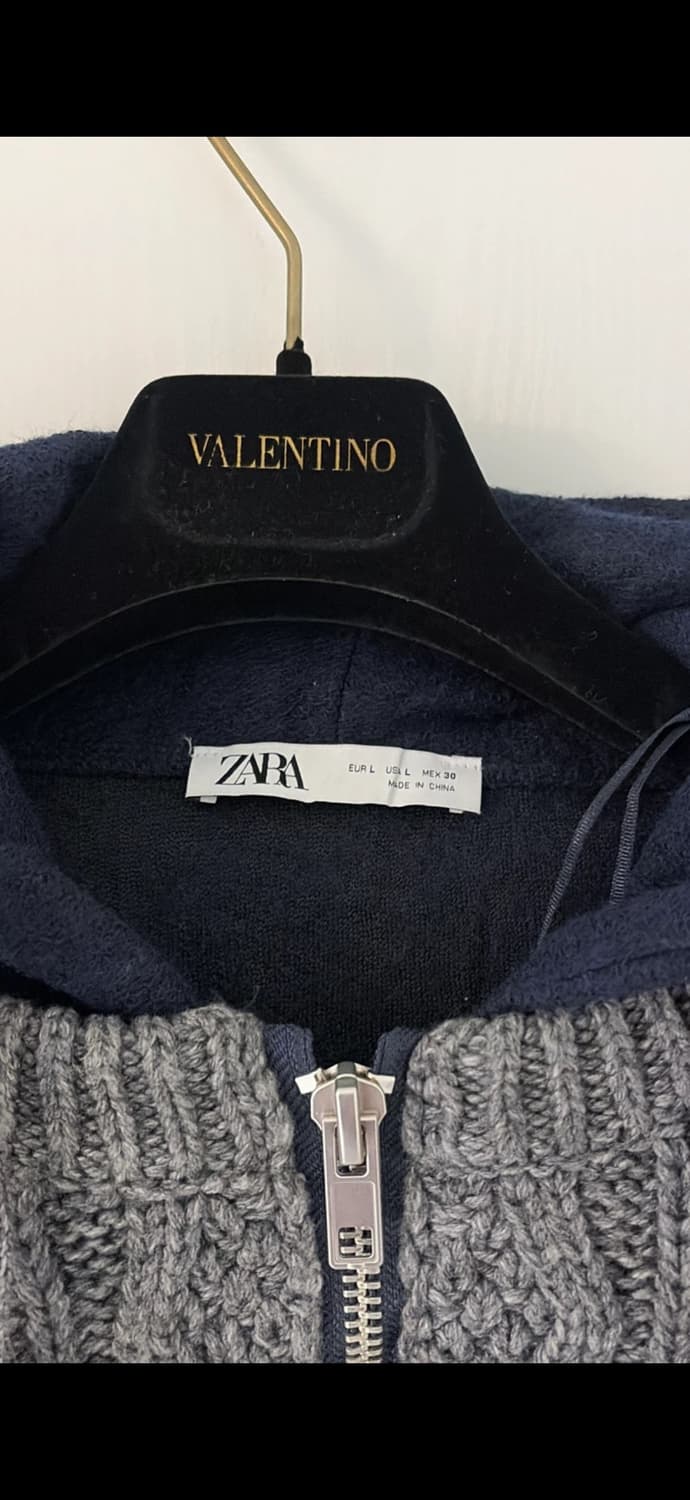 VALENTINO
ZARA
EUR L USA L MEX 30
MADE IN CHINA